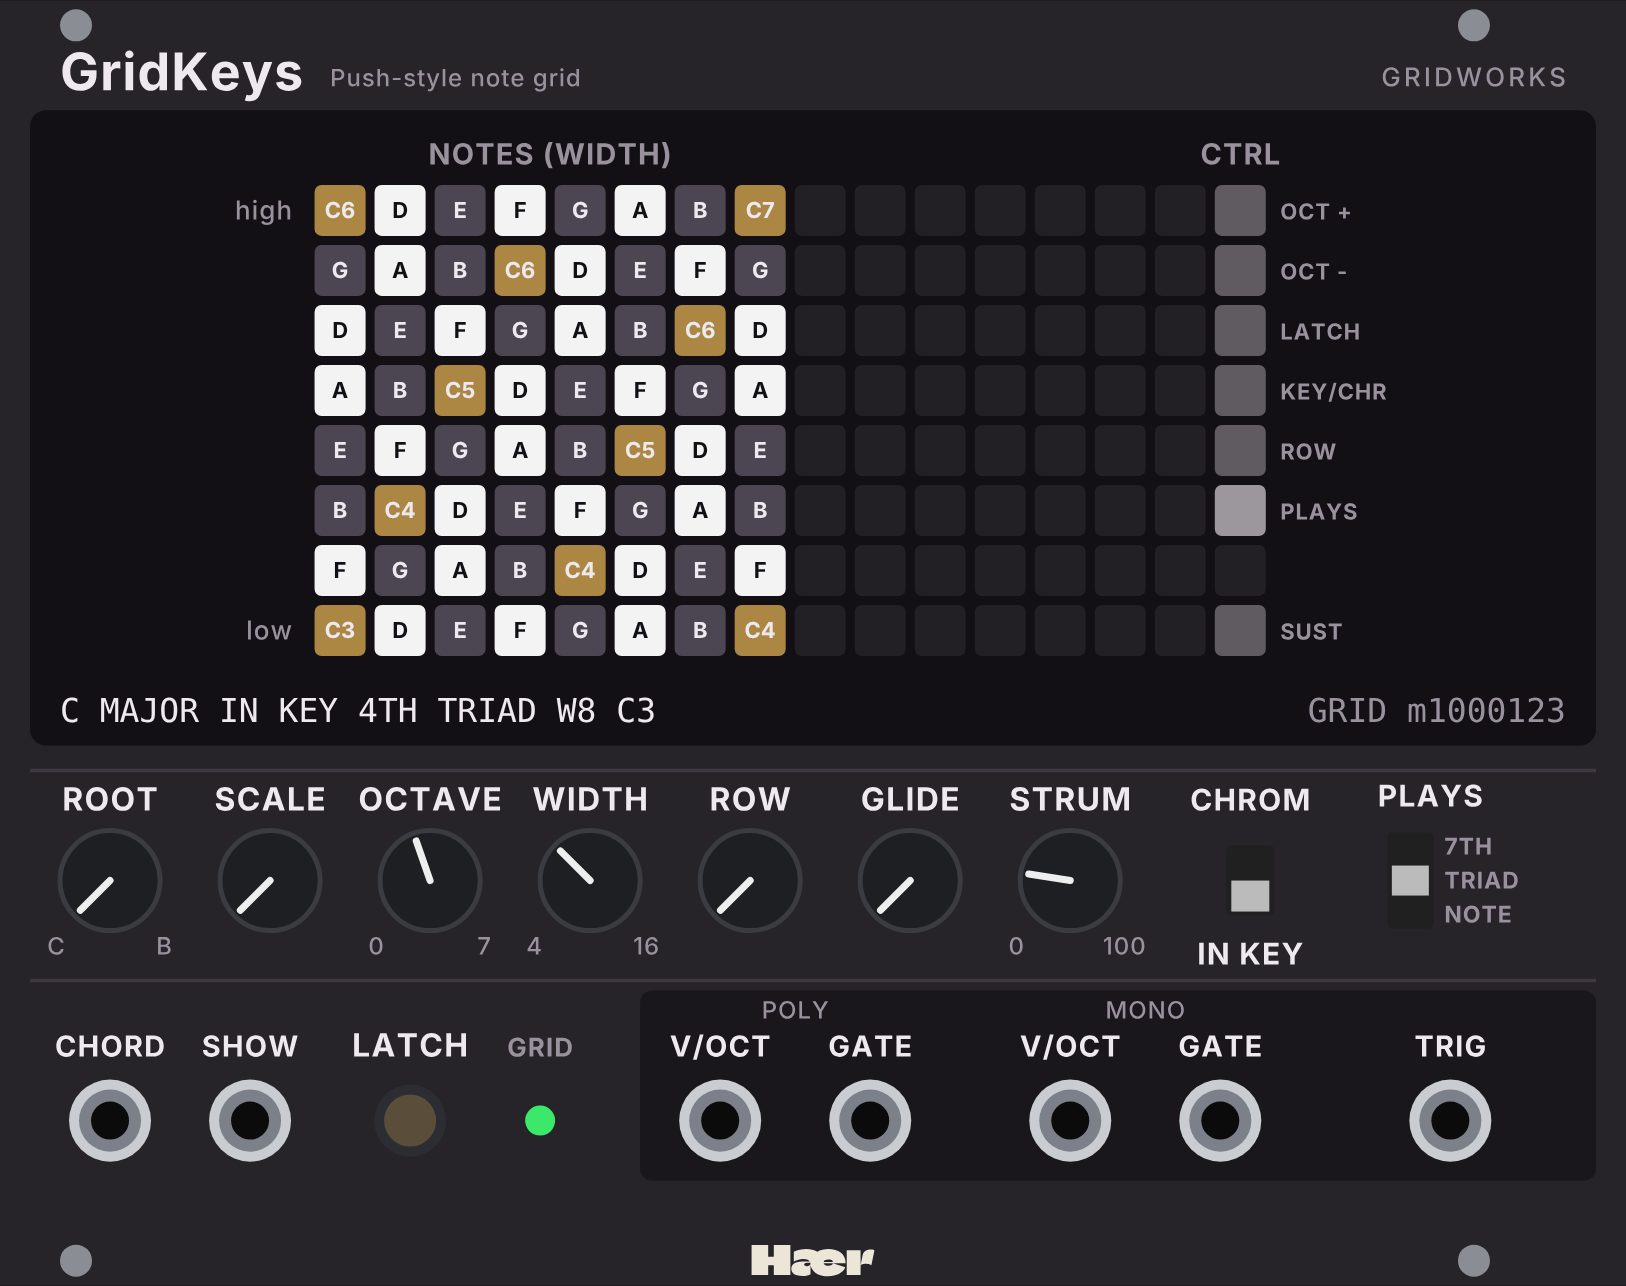 GridKeys Push-style note grid GRIDWORKS
NOTES (WIDTH) CTRL
high C6 D E F G A B C7 OCT +
G A B C6 D E F G OCT -
D E F G A B C6 D LATCH
A B C5 D E F G A KEY/CHR
E F G A B C5 D E ROW
B C4 D E F G A B PLAYS
F G A B C4 D E F
low C3 D E F G A B C4 SUST
C MAJOR IN KEY 4TH TRIAD W8 C3 GRID m1000123
ROOT SCALE OCTAVE WIDTH ROW GLIDE STRUM CHROM PLAYS
7TH
TRIAD
NOTE
C B 0 7 4 16 0 100 IN KEY
POLY MONO
CHORD SHOW LATCH GRID V/OCT GATE V/OCT GATE TRIG
Hær